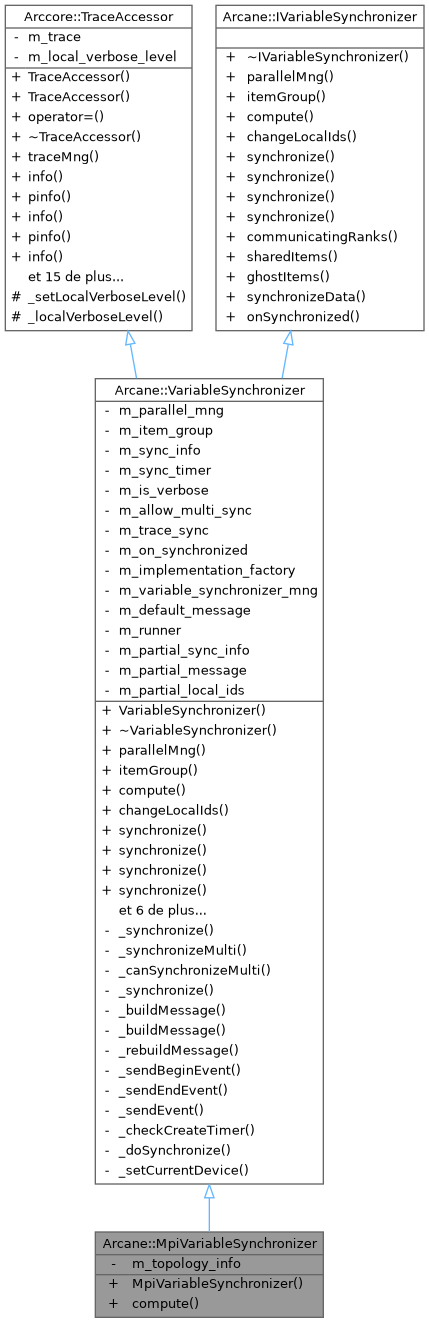 Arccore::TraceAccessor
- m_trace
- m_local_verbose_level
+ TraceAccessor()
+ TraceAccessor()
+ operator=()
+ ~TraceAccessor()
+ traceMng()
+ info()
+ pinfo()
+ info()
+ pinfo()
+ info()
et 15 de plus...
# _setLocalVerboseLevel()
# _localVerboseLevel()
Arcane::IVariableSynchronizer
+ ~IVariableSynchronizer()
+ parallelMng()
+ itemGroup()
+ compute()
+ changeLocalIds()
+ synchronize()
+ synchronize()
+ synchronize()
+ synchronize()
+ communicatingRanks()
+ sharedItems()
+ ghostItems()
+ synchronizeData()
+ onSynchronized()
Arcane::VariableSynchronizer
- m_parallel_mng
- m_item_group
- m_sync_info
- m_sync_timer
- m_is_verbose
- m_allow_multi_sync
- m_trace_sync
- m_on_synchronized
- m_implementation_factory
- m_variable_synchronizer_mng
- m_default_message
- m_runner
- m_partial_sync_info
- m_partial_message
- m_partial_local_ids
+ VariableSynchronizer()
+ ~VariableSynchronizer()
+ parallelMng()
+ itemGroup()
+ compute()
+ changeLocalIds()
+ synchronize()
+ synchronize()
+ synchronize()
+ synchronize()
et 6 de plus...
- _synchronize()
- _synchronizeMulti()
- _canSynchronizeMulti()
- _synchronize()
- _buildMessage()
- _buildMessage()
- _rebuildMessage()
- _sendBeginEvent()
- _sendEndEvent()
- _sendEvent()
- _checkCreateTimer()
- _doSynchronize()
- _setCurrentDevice()
Arcane::MpiVariableSynchronizer
- m_topology_info
+ MpiVariableSynchronizer()
+ compute()